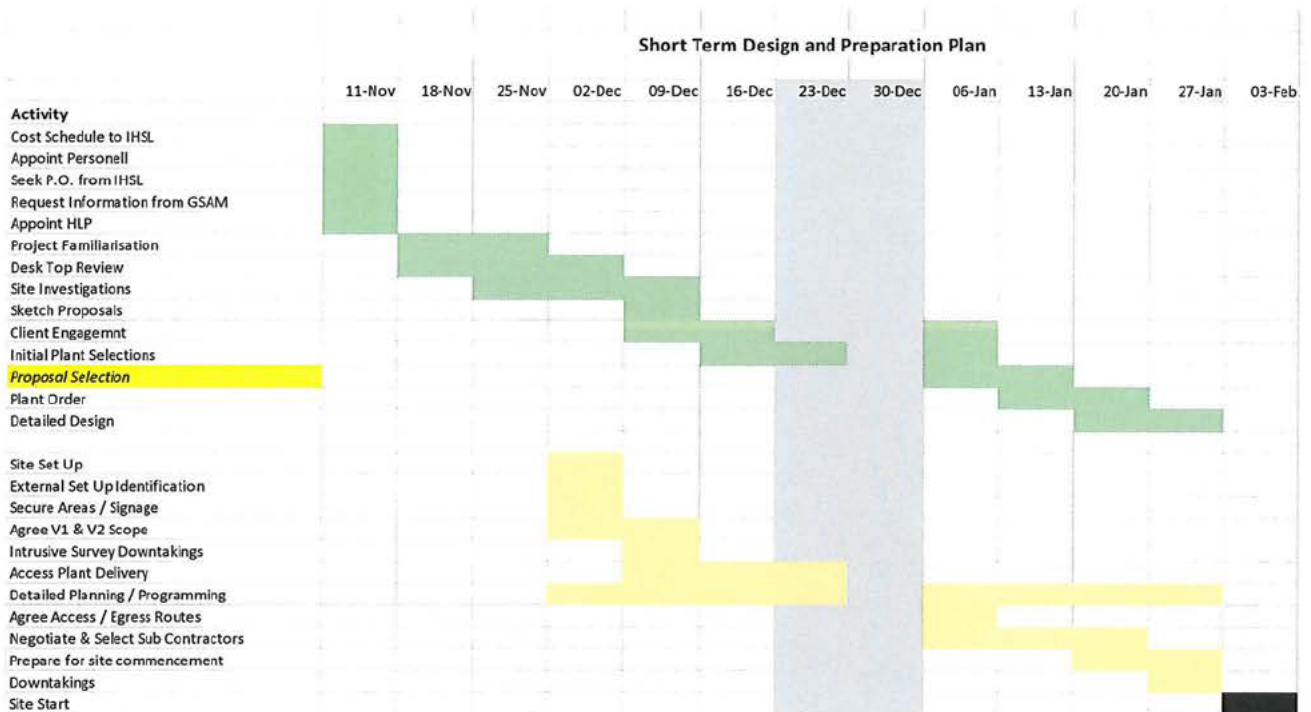 Short Term Design and Preparation Plan
11-Nov 18-Nov 25-Nov 02-Dec 09-Dec 16-Dec 23-Dec 30-Dec 06-Jan 13-Jan 20-Jan 27-Jan 03-Feb
Activity
Cost Schedule to IHSL
Appoint Personell
Seek P.O. from IHSL
Request Information from GSAM
Appoint HLP
Project Familiarisation
Desk Top Review
Site Investigations
Sketch Proposals
Client Engagemnt
Initial Plant Selections
Proposal Selection
Plant Order
Detailed Design
Site Set Up
External Set Up Identification
Secure Areas / Signage
Agree V1 & V2 Scope
Intrusive Survey Downtakings
Access Plant Delivery
Detailed Planning / Programming
Agree Access / Egress Routes
Negotiate & Select Sub Contractors
Prepare for site commencement
Downtakings
Site Start